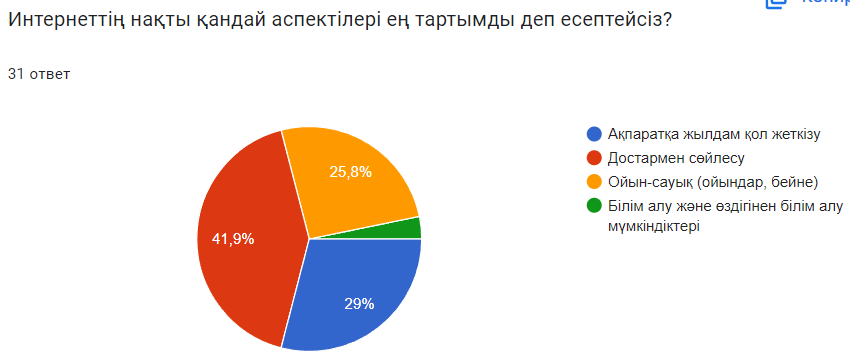 Интернеттің нақты қандай аспектілері ең тартымды деп есептейсіз?
31 ответ
25,8%
41,9%
29%
Ақпаратқа жылдам қол жеткізу
Достармен сөйлесу
Ойын-сауық (ойындар, бейне)
Білім алу және өздігінен білім алу
мүмкіндіктері